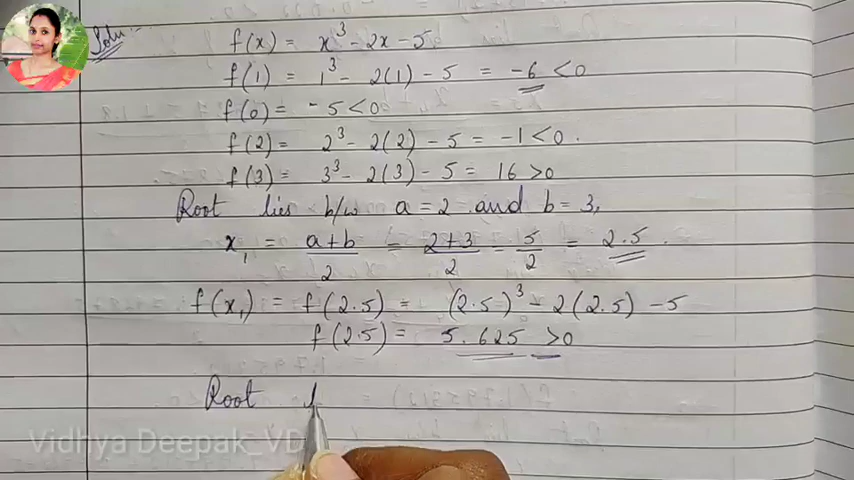 Soln:-
f(x) = x³ - 2x - 5
f(1) = 1³ - 2(1) - 5 = -6 < 0
f(0) = -5 < 0
f(2) = 2³ - 2(2) - 5 = -1 < 0.
f(3) = 3³ - 2(3) - 5 = 16 > 0
Root lies b/w a = 2 and b = 3,
x₁ = (a+b)/2 = (2+3)/2 = 5/2 = 2.5.
f(x₁) = f(2.5) = (2.5)³ - 2(2.5) - 5
f(2.5) = 5.625 > 0
Root l
Vidhya Deepak_VD